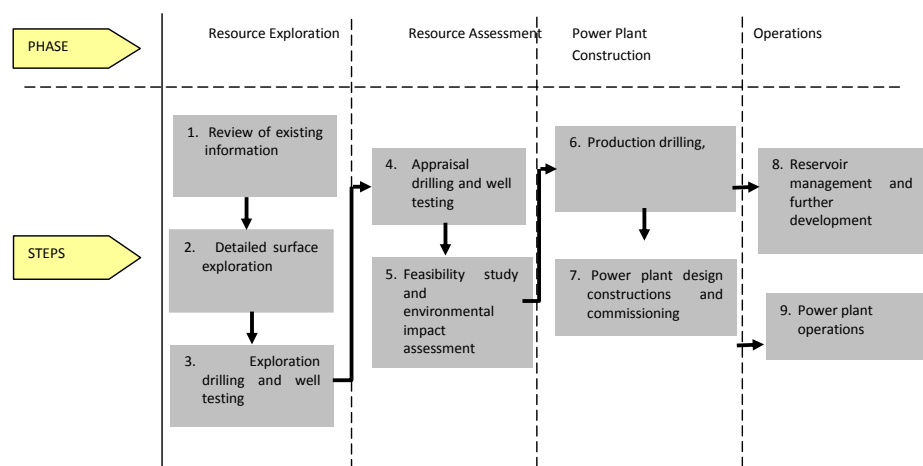 PHASE
Resource Exploration
Resource Assessment
Power Plant
Construction
Operations
STEPS
1. Review of existing
information
2. Detailed surface
exploration
3. Exploration
drilling and well
testing
4. Appraisal
drilling and well
testing
5. Feasibility study
and
environmental
impact
assessment
6. Production drilling,
7. Power plant design
constructions and
commissioning
8. Reservoir
management and
further
development
9. Power plant
operations